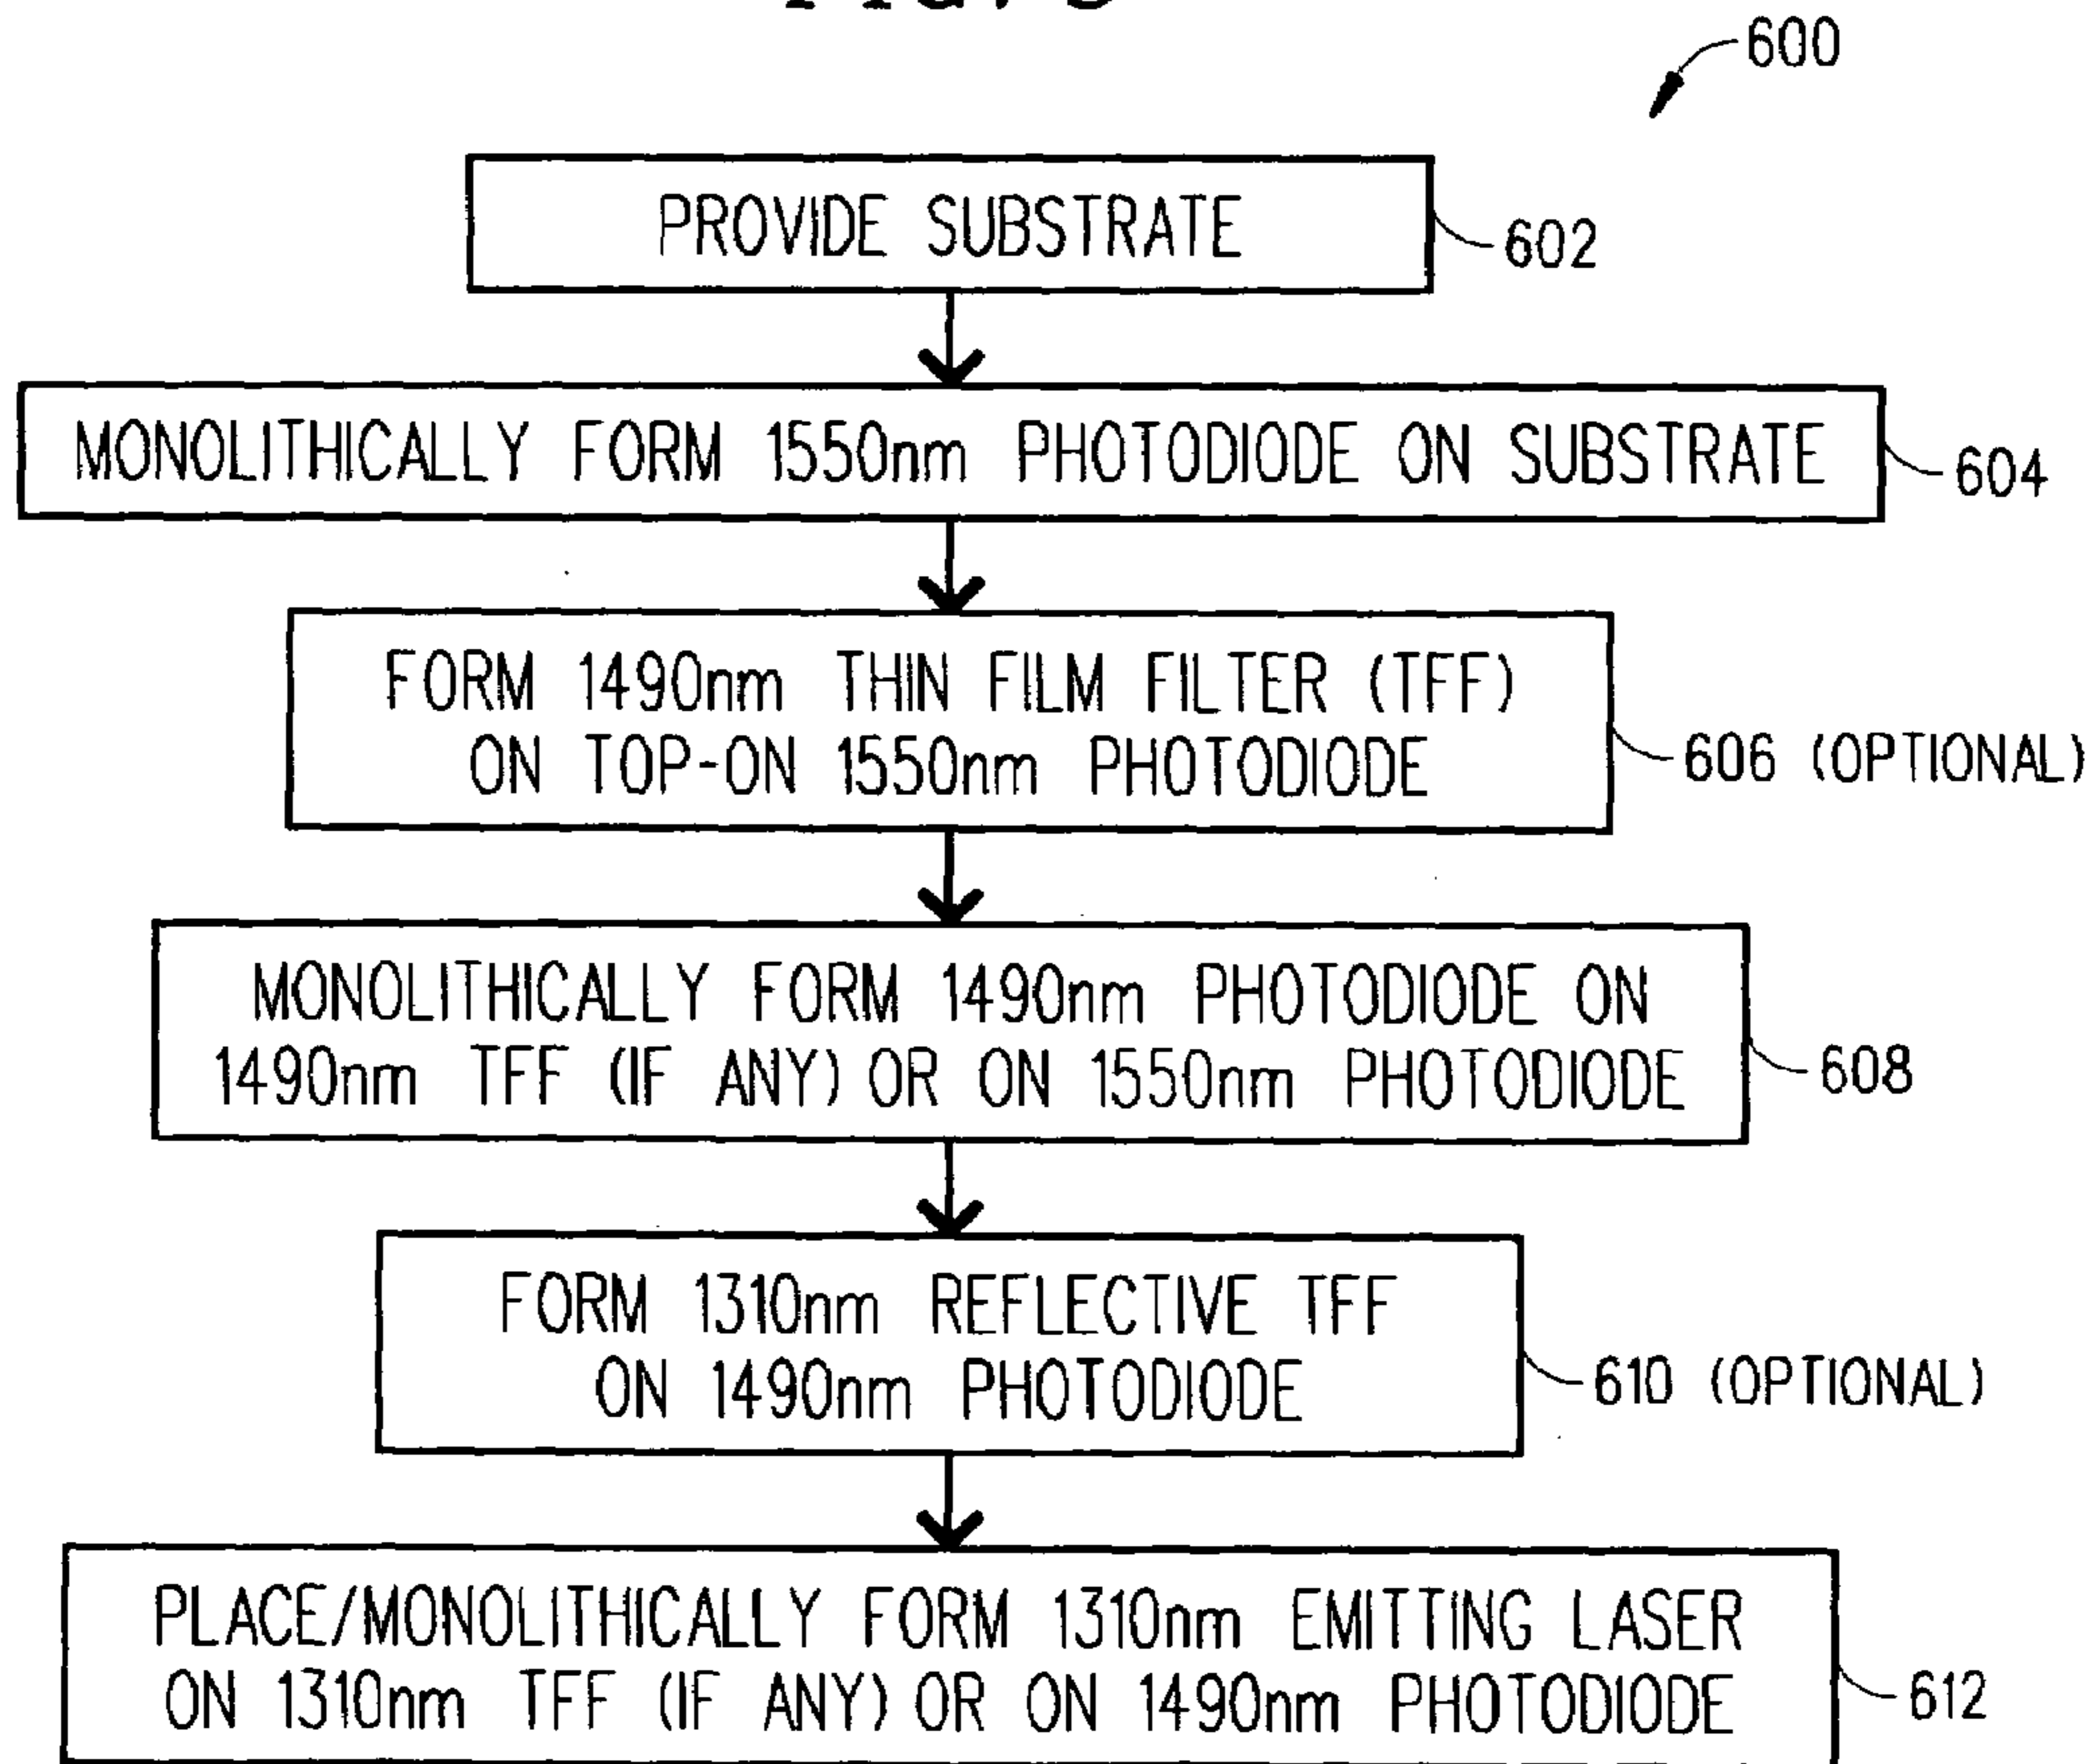 600
PROVIDE SUBSTRATE
602
MONOLITHICALLY FORM 1550nm PHOTODIODE ON SUBSTRATE
604
FORM 1490nm THIN FILM FILTER (TFF)
ON TOP-ON 1550nm PHOTODIODE
606 (OPTIONAL)
MONOLITHICALLY FORM 1490nm PHOTODIODE ON
1490nm TFF (IF ANY) OR ON 1550nm PHOTODIODE
608
FORM 1310nm REFLECTIVE TFF
ON 1490nm PHOTODIODE
610 (OPTIONAL)
PLACE/MONOLITHICALLY FORM 1310nm EMITTING LASER
ON 1310nm TFF (IF ANY) OR ON 1490nm PHOTODIODE
612